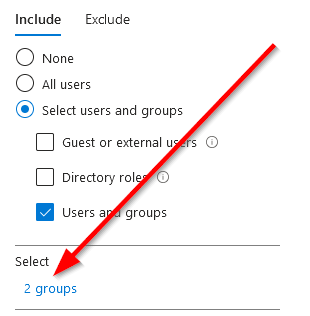 Include Exclude
None
All users
Select users and groups
Guest or external users
Directory roles
Users and groups
Select
2 groups